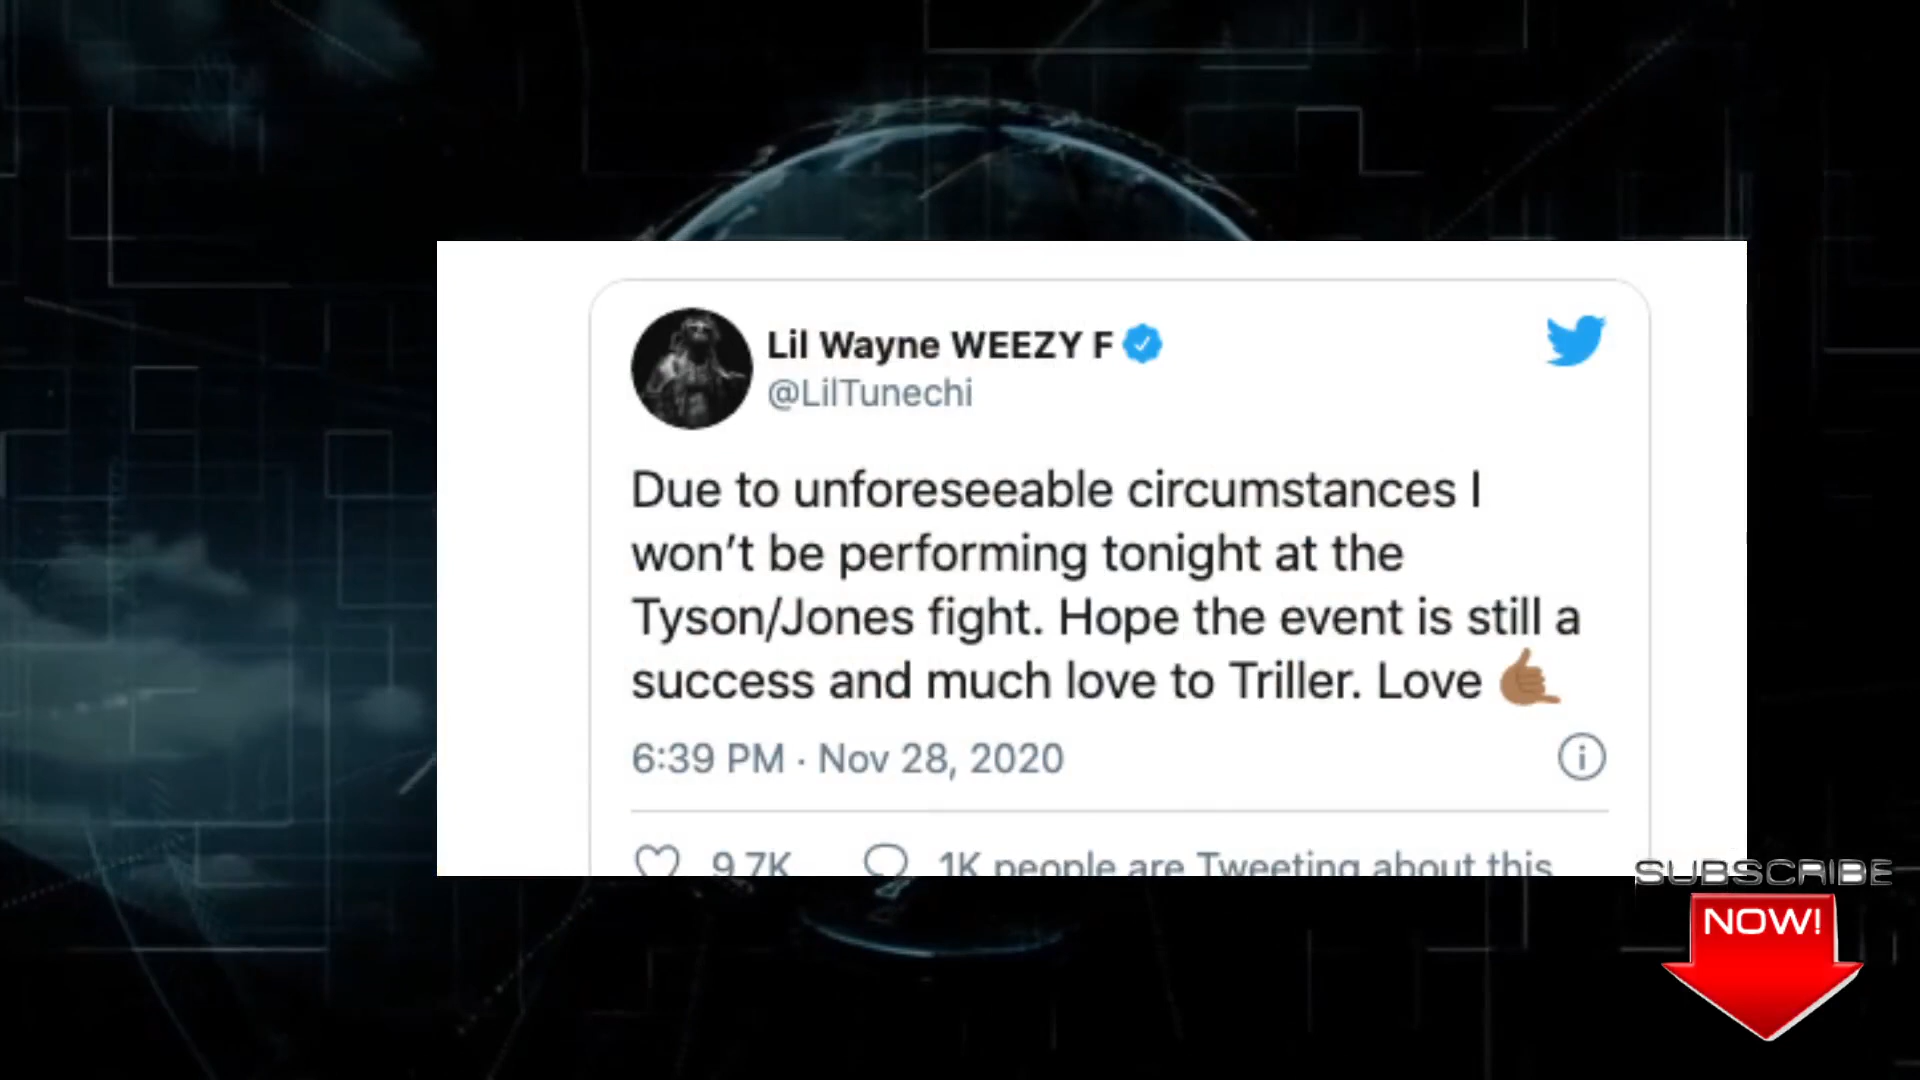 Lil Wayne WEEZY F
@LilTunechi
Due to unforeseeable circumstances I
won't be performing tonight at the
Tyson/Jones fight. Hope the event is still a
success and much love to Triller. Love 🤙🏾
6:39 PM · Nov 28, 2020
9.7K 1K people are Tweeting about this
SUBSCRIBE
NOW!